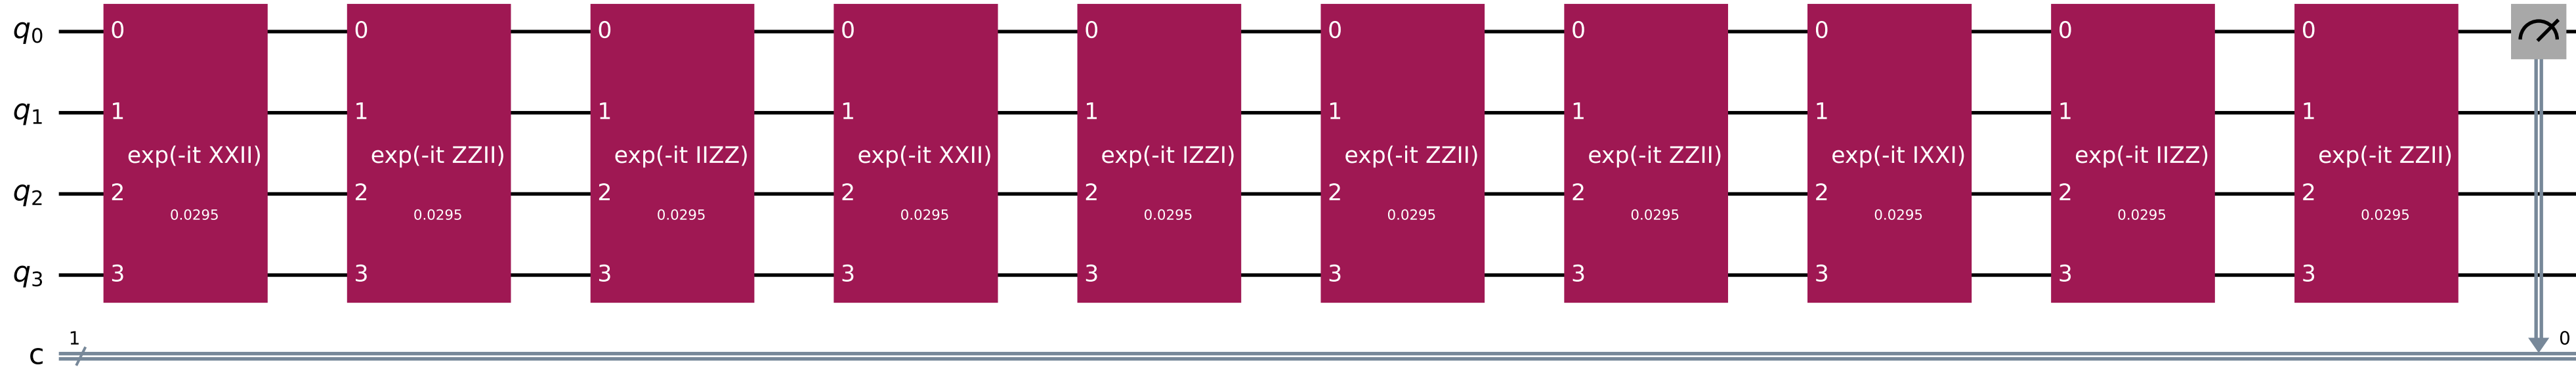 q0 0 0 0 0 0 0 0 0 0 0
q1 1 1 1 1 1 1 1 1 1 1
exp(-it XXII) exp(-it ZZII) exp(-it IIZZ) exp(-it XXII) exp(-it IZZI) exp(-it ZZII) exp(-it ZZII) exp(-it IXXI) exp(-it IIZZ) exp(-it ZZII)
q2 2 2 2 2 2 2 2 2 2 2
0.0295 0.0295 0.0295 0.0295 0.0295 0.0295 0.0295 0.0295 0.0295 0.0295
q3 3 3 3 3 3 3 3 3 3 3
1 0
c